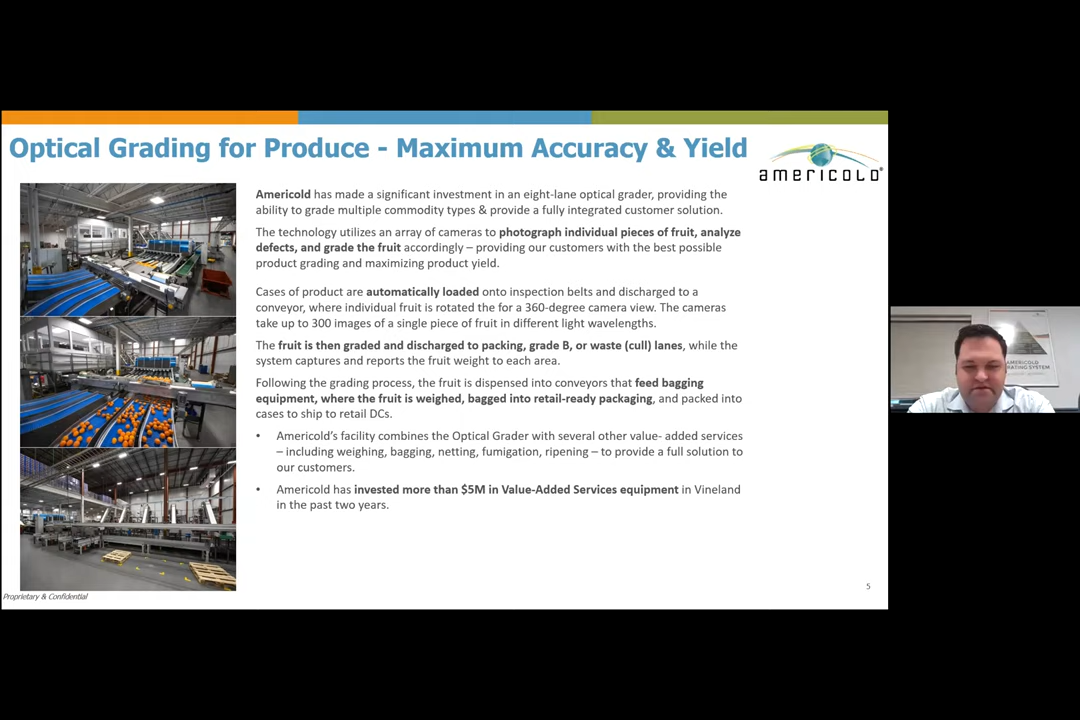 Optical Grading for Produce - Maximum Accuracy & Yield
americold®
Americold has made a significant investment in an eight-lane optical grader, providing the
ability to grade multiple commodity types & provide a fully integrated customer solution.
The technology utilizes an array of cameras to photograph individual pieces of fruit, analyze
defects, and grade the fruit accordingly – providing our customers with the best possible
product grading and maximizing product yield.
Cases of product are automatically loaded onto inspection belts and discharged to a
conveyor, where individual fruit is rotated the for a 360-degree camera view. The cameras
take up to 300 images of a single piece of fruit in different light wavelengths.
The fruit is then graded and discharged to packing, grade B, or waste (cull) lanes, while the
system captures and reports the fruit weight to each area.
Following the grading process, the fruit is dispensed into conveyors that feed bagging
equipment, where the fruit is weighed, bagged into retail-ready packaging, and packed into
cases to ship to retail DCs.
• Americold’s facility combines the Optical Grader with several other value- added services
– including weighing, bagging, netting, fumigation, ripening – to provide a full solution to
our customers.
• Americold has invested more than $5M in Value-Added Services equipment in Vineland
in the past two years.
5
Proprietary & Confidential
AMERICOLD
RATING SYSTEM